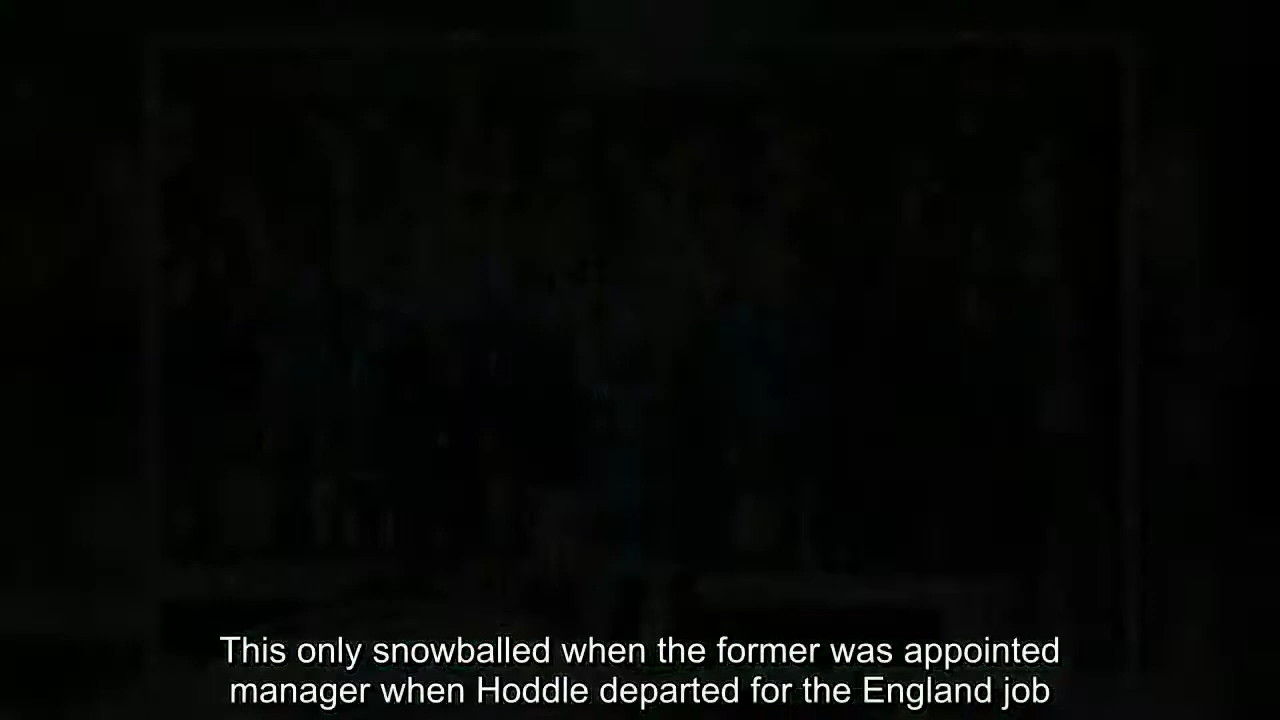 This only snowballed when the former was appointed
manager when Hoddle departed for the England job